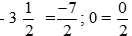 - 3 1/2 = -7/2 ; 0 = 0/2